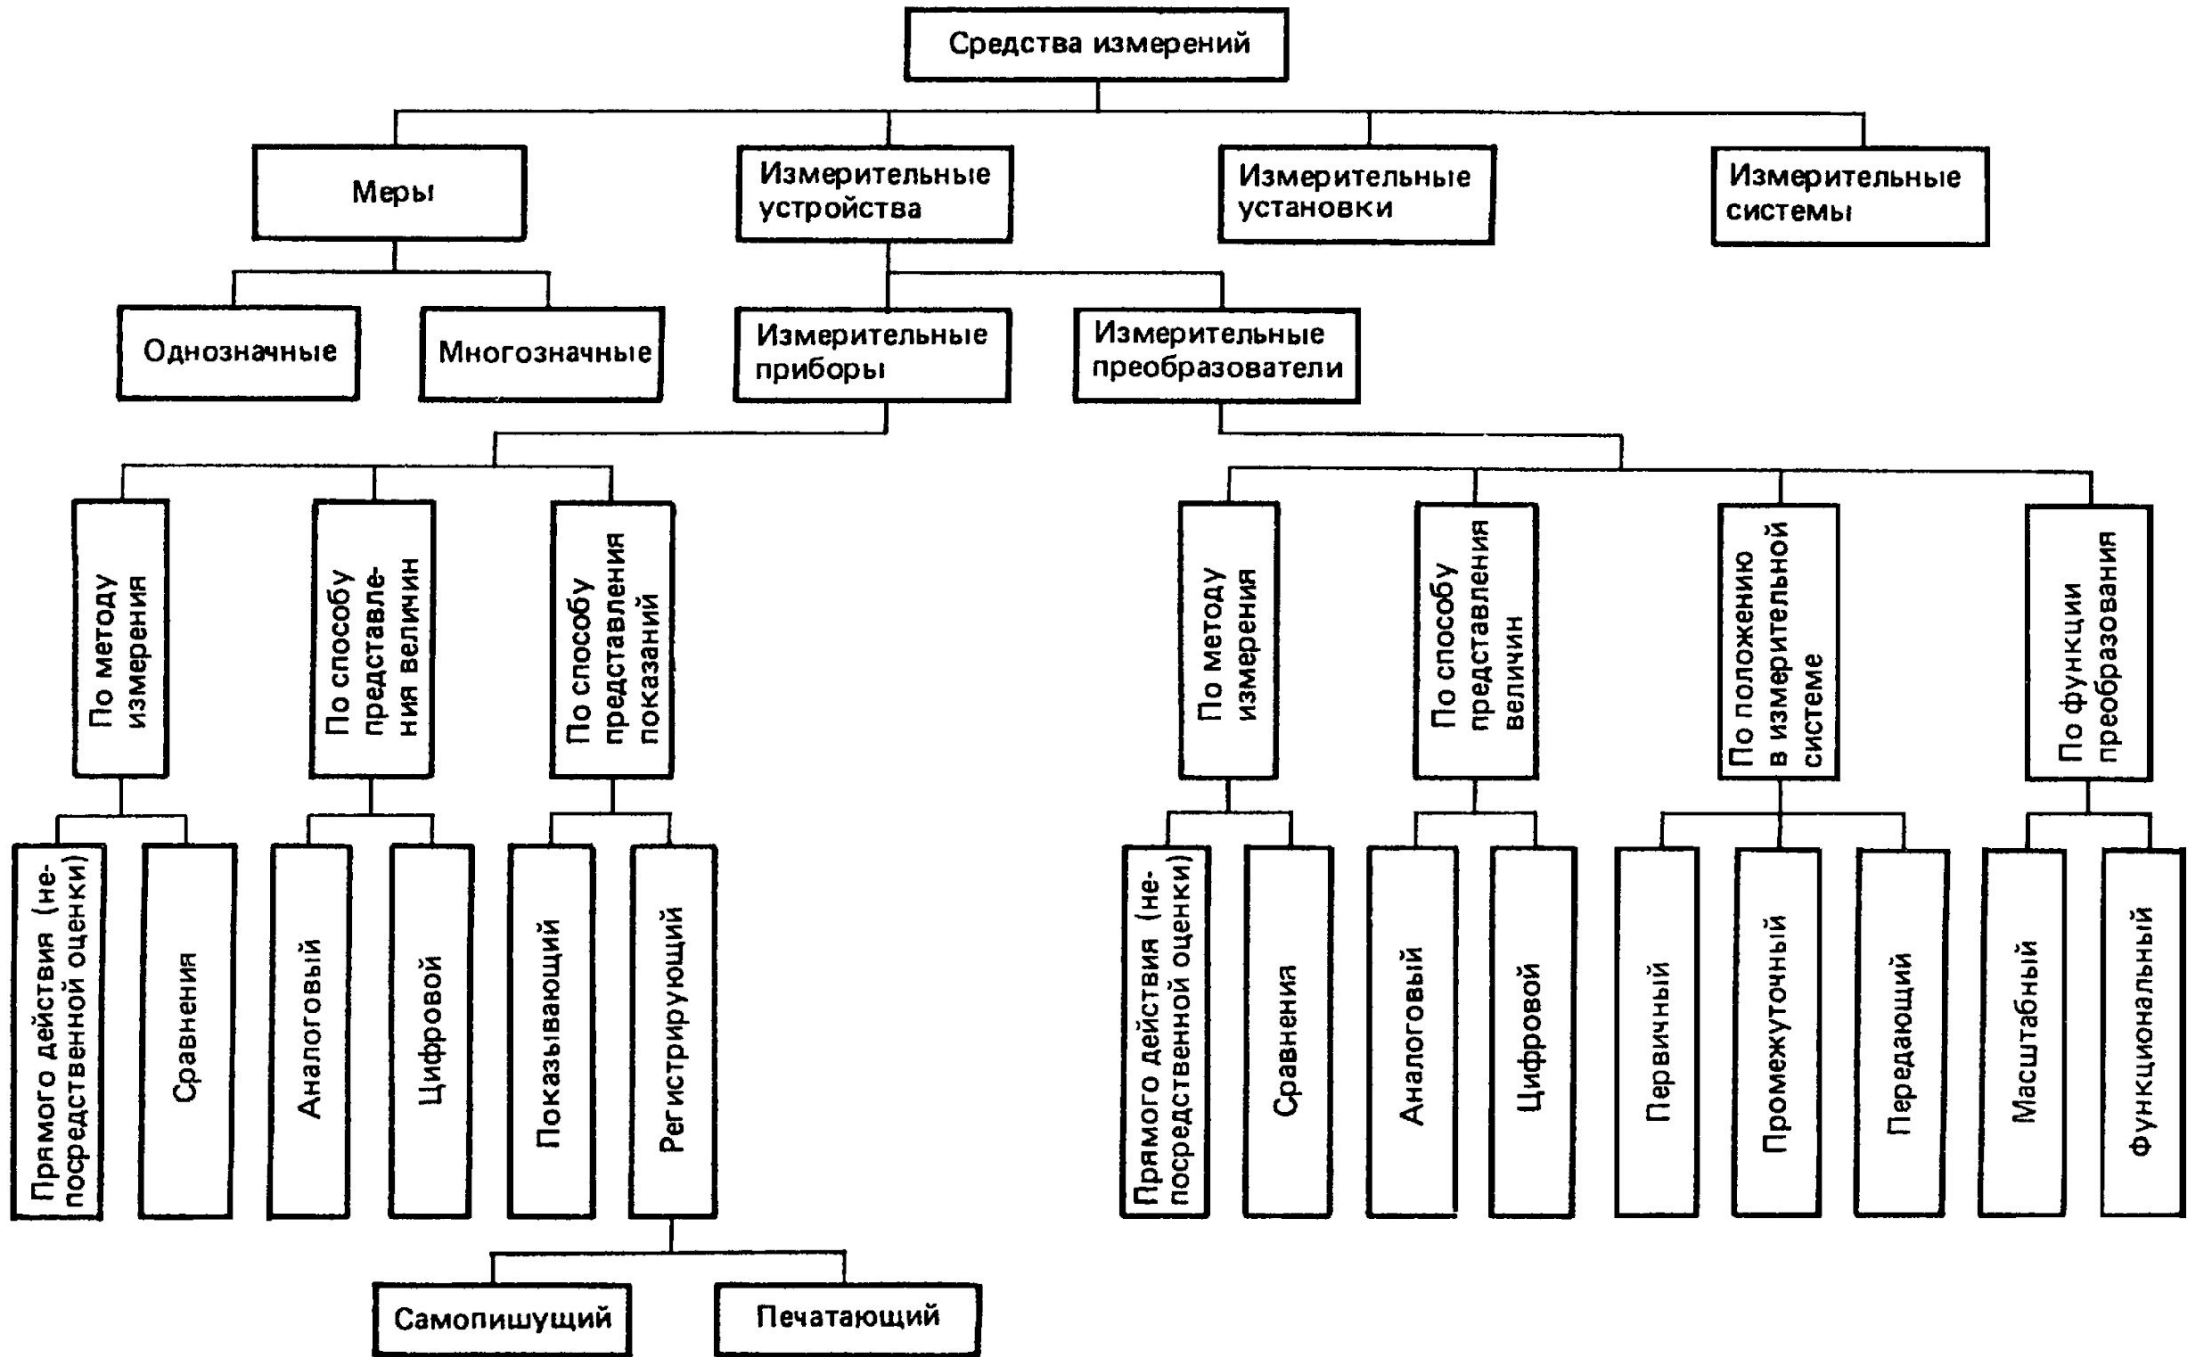 Средства измерений
Меры
Измерительные
устройства
Измерительные
установки
Измерительные
системы
Однозначные
Многозначные
Измерительные
приборы
Измерительные
преобразователи
По методу
измерения
По способу
представле-
ния величин
По способу
представления
показаний
По методу
измерения
По способу
представления
величин
По положению
в измерительной
системе
По функции
преобразования
Прямого действия (не-
посредственной оценки)
Сравнения
Аналоговый
Цифровой
Показывающий
Регистрирующий
Прямого действия (не-
посредственной оценки)
Сравнения
Аналоговый
Цифровой
Первичный
Промежуточный
Передающий
Масштабный
Функциональный
Самопишущий
Печатающий